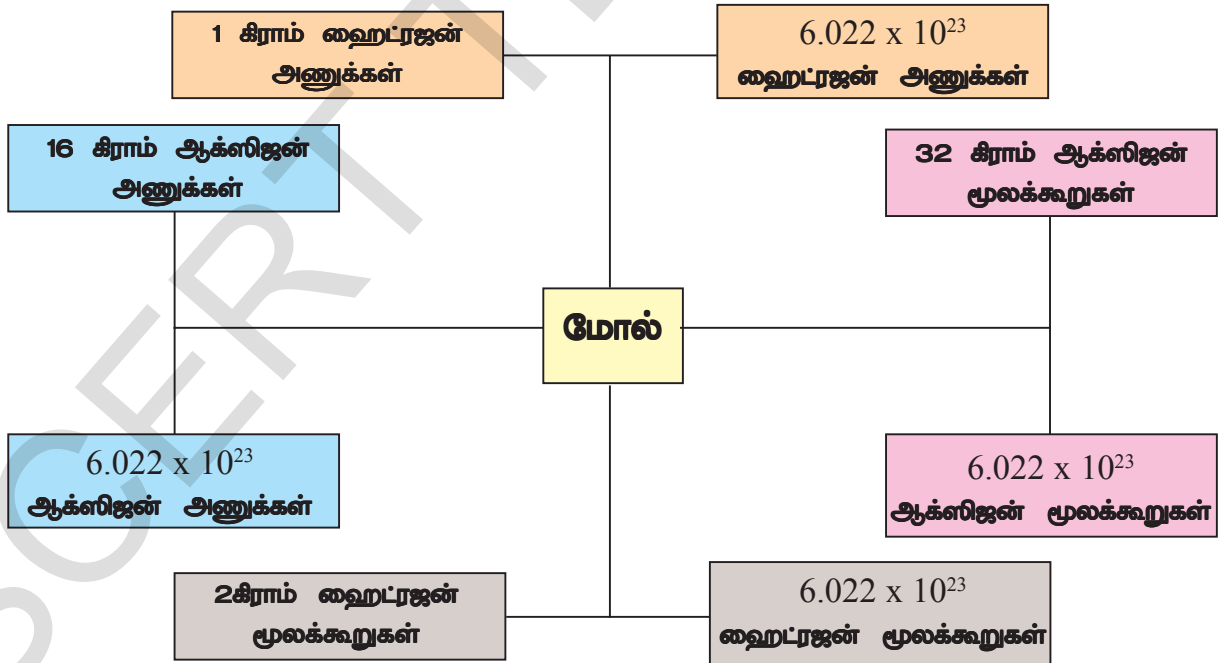 1 கிராம் ஹைட்ரஜன்
அணுக்கள்
6.022 x 10²³
ஹைட்ரஜன் அணுக்கள்
16 கிராம் ஆக்ஸிஜன்
அணுக்கள்
32 கிராம் ஆக்ஸிஜன்
மூலக்கூறுகள்
மோல்
6.022 x 10²³
ஆக்ஸிஜன் அணுக்கள்
6.022 x 10²³
ஆக்ஸிஜன் மூலக்கூறுகள்
2கிராம் ஹைட்ரஜன்
மூலக்கூறுகள்
6.022 x 10²³
ஹைட்ரஜன் மூலக்கூறுகள்
SCERT